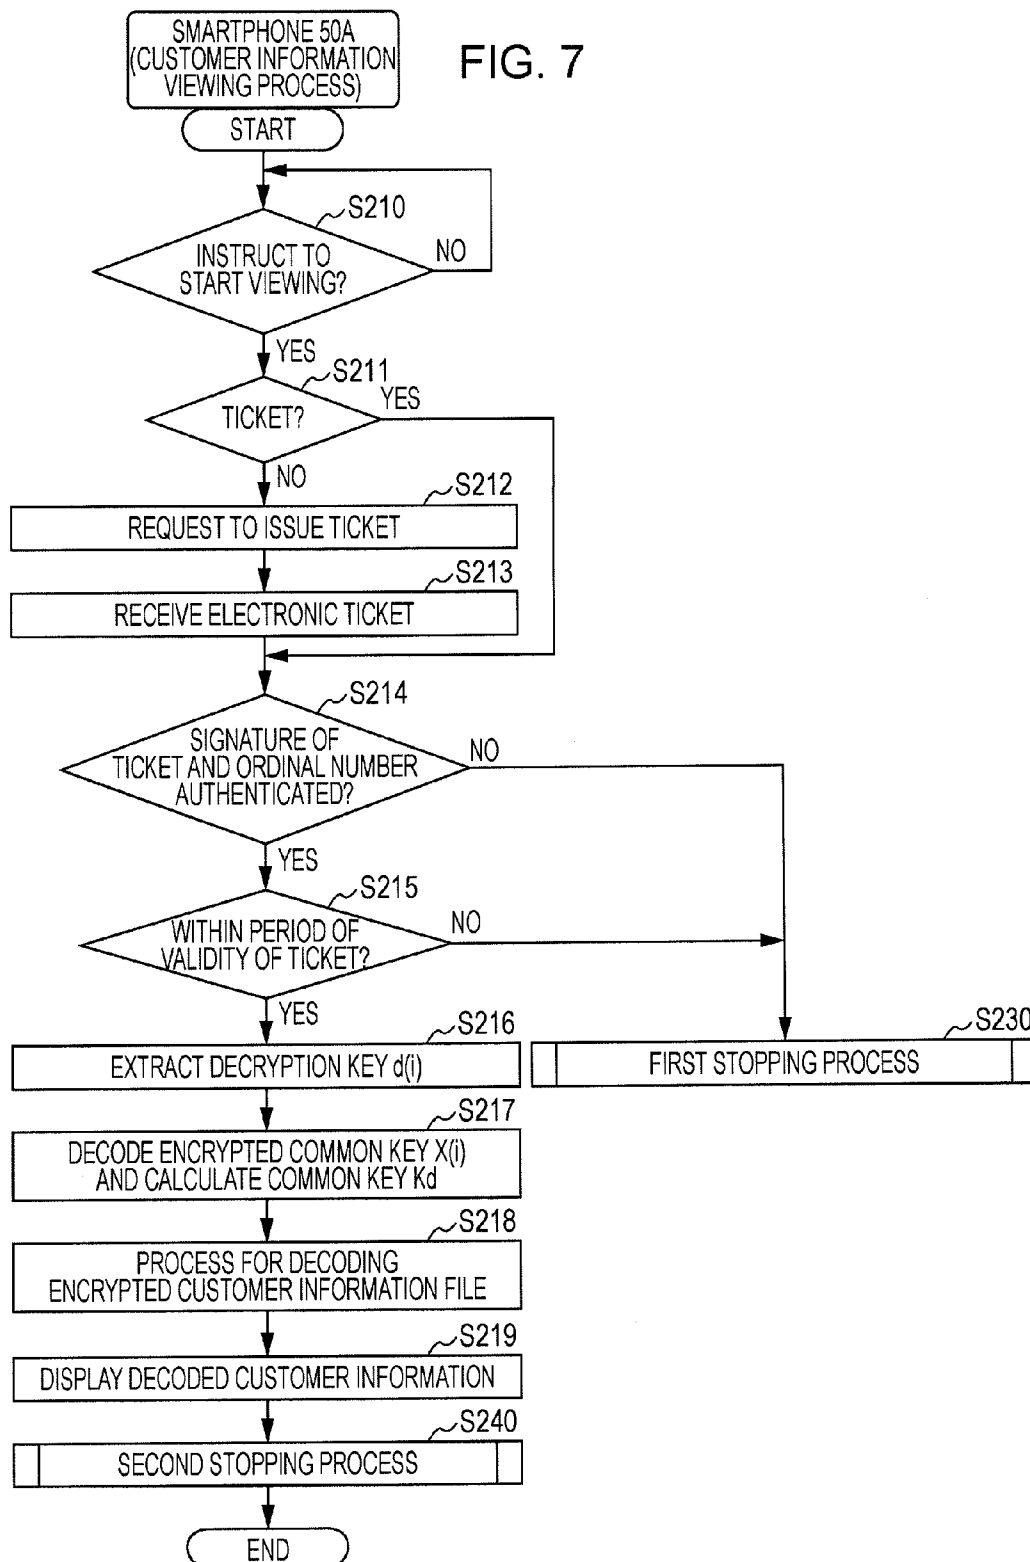 SMARTPHONE 50A
(CUSTOMER INFORMATION
VIEWING PROCESS)
FIG. 7
START
S210
INSTRUCT TO
START VIEWING?
NO
YES
S211
TICKET?
YES
NO
S212
REQUEST TO ISSUE TICKET
S213
RECEIVE ELECTRONIC TICKET
S214
SIGNATURE OF
TICKET AND ORDINAL NUMBER
AUTHENTICATED?
NO
YES
S215
WITHIN PERIOD OF
VALIDITY OF TICKET?
NO
YES
S216
EXTRACT DECRYPTION KEY d(i)
S230
FIRST STOPPING PROCESS
S217
DECODE ENCRYPTED COMMON KEY X(i)
AND CALCULATE COMMON KEY Kd
S218
PROCESS FOR DECODING
ENCRYPTED CUSTOMER INFORMATION FILE
S219
DISPLAY DECODED CUSTOMER INFORMATION
S240
SECOND STOPPING PROCESS
END